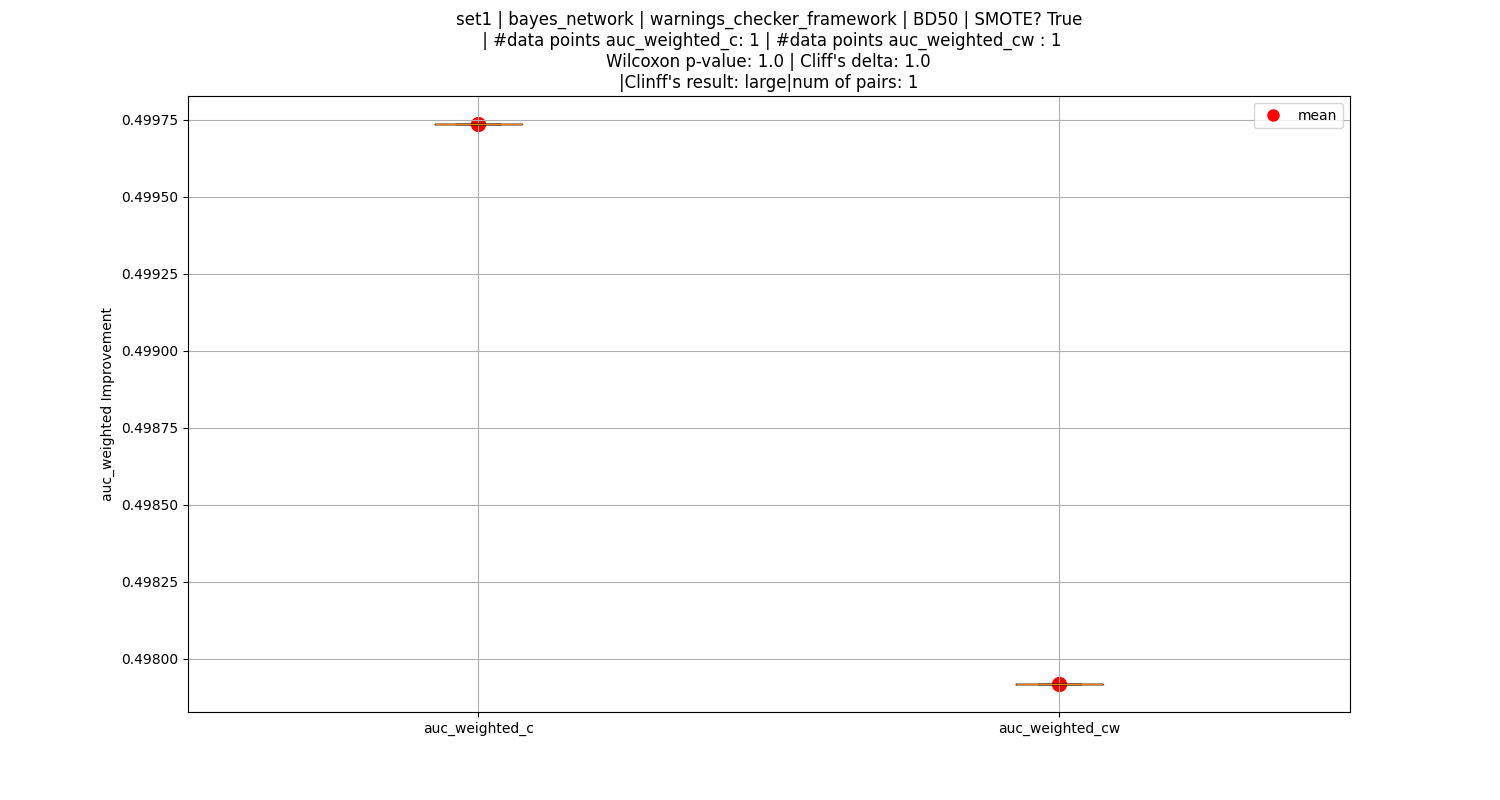 set1 | bayes_network | warnings_checker_framework | BD50 | SMOTE? True
| #data points auc_weighted_c: 1 | #data points auc_weighted_cw : 1
Wilcoxon p-value: 1.0 | Cliff's delta: 1.0
|Clinff's result: large|num of pairs: 1
mean
0.49975
0.49950
0.49925
0.49900
0.49875
0.49850
0.49825
0.49800
auc_weighted Improvement
auc_weighted_c
auc_weighted_cw